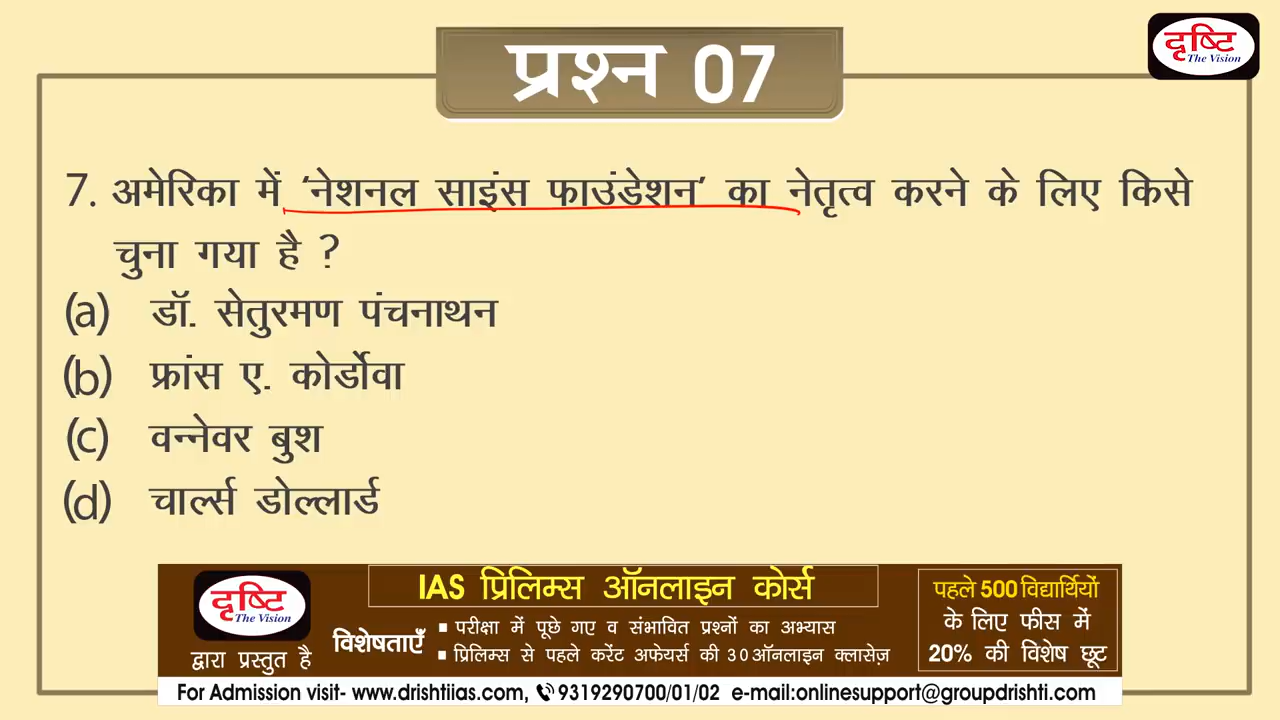 प्रश्न 07
दृष्टि
The Vision
7. अमेरिका में ‘नेशनल साइंस फाउंडेशन’ का नेतृत्व करने के लिए किसे
चुना गया है ?
(a) डॉ. सेतुरमण पंचनाथन
(b) फ्रांस ए. कोर्डोवा
(c) वन्नेवर बुश
(d) चार्ल्स डोल्लार्ड
दृष्टि
The Vision
द्वारा प्रस्तुत है
IAS प्रिलिम्स ऑनलाइन कोर्स
विशेषताएँ
▪ परीक्षा में पूछे गए व संभावित प्रश्नों का अभ्यास
▪ प्रिलिम्स से पहले करेंट अफेयर्स की 30 ऑनलाइन क्लासेज़
पहले 500 विद्यार्थियों
के लिए फीस में
20% की विशेष छूट
For Admission visit- www.drishtiias.com, 9319290700/01/02 e-mail:onlinesupport@groupdrishti.com